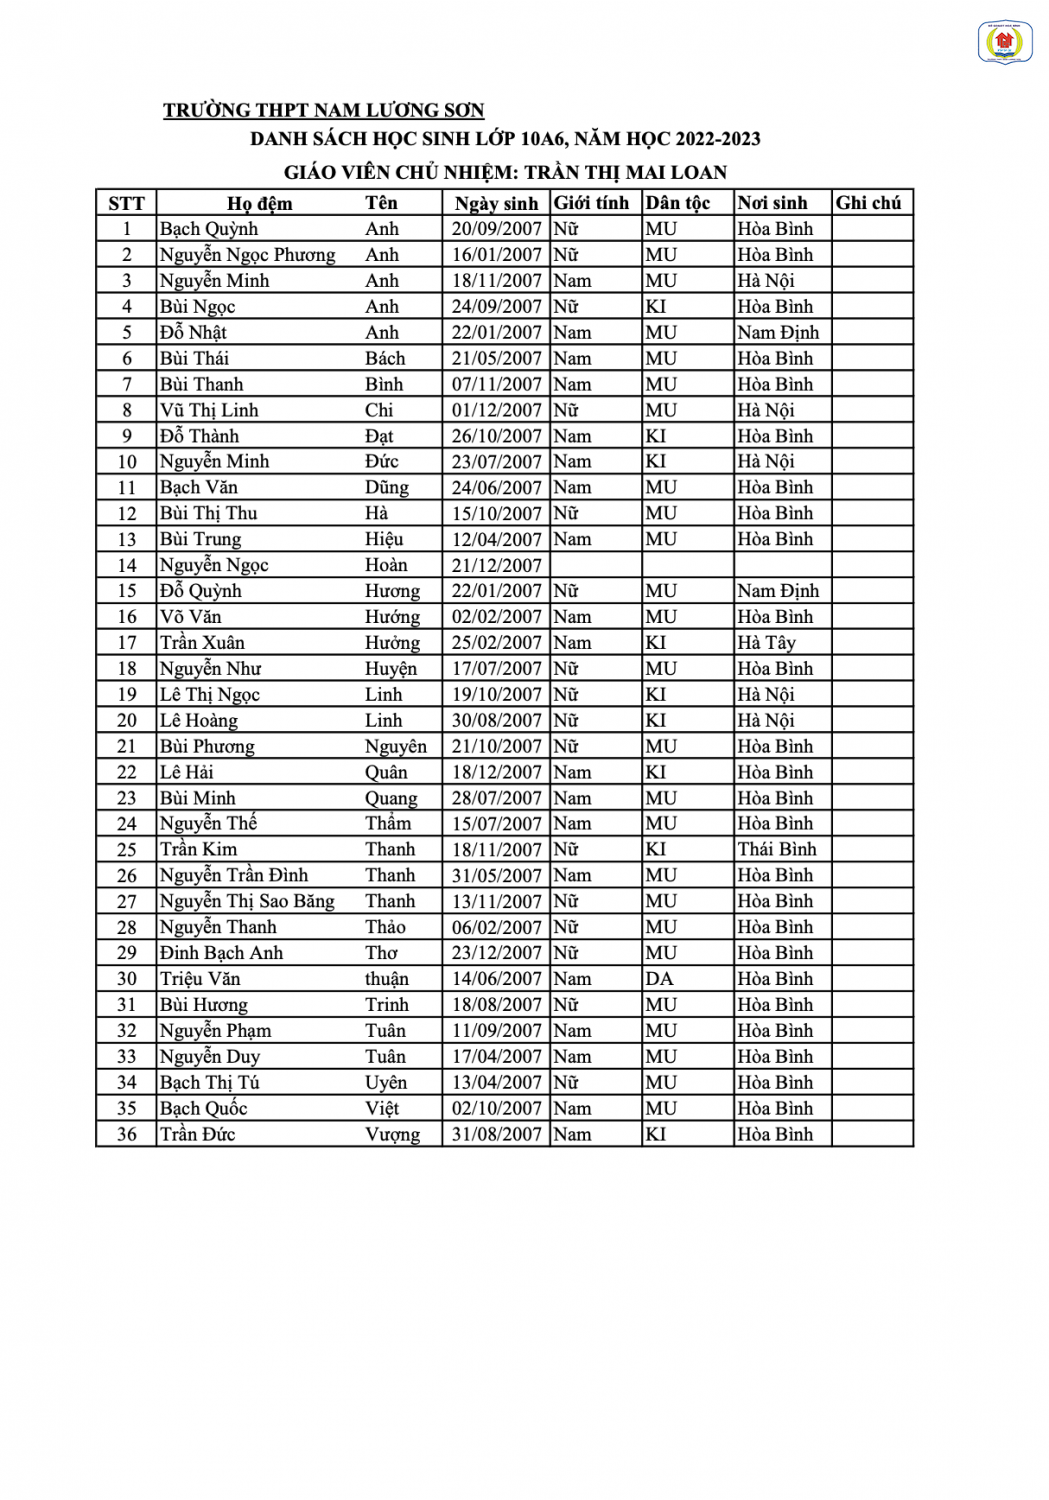 TRƯỜNG THPT NAM LƯƠNG SƠN
DANH SÁCH HỌC SINH LỚP 10A6, NĂM HỌC 2022-2023
GIÁO VIÊN CHỦ NHIỆM: TRẦN THỊ MAI LOAN
STT Họ đệm Tên Ngày sinh Giới tính Dân tộc Nơi sinh Ghi chú
1 Bạch Quỳnh Anh 20/09/2007 Nữ MU Hòa Bình
2 Nguyễn Ngọc Phương Anh 16/01/2007 Nữ MU Hòa Bình
3 Nguyễn Minh Anh 18/11/2007 Nam MU Hà Nội
4 Bùi Ngọc Anh 24/09/2007 Nữ KI Hòa Bình
5 Đỗ Nhật Anh 22/01/2007 Nam MU Nam Định
6 Bùi Thái Bách 21/05/2007 Nam MU Hòa Bình
7 Bùi Thanh Bình 07/11/2007 Nam MU Hòa Bình
8 Vũ Thị Linh Chi 01/12/2007 Nữ MU Hà Nội
9 Đỗ Thành Đạt 26/10/2007 Nam KI Hòa Bình
10 Nguyễn Minh Đức 23/07/2007 Nam KI Hà Nội
11 Bạch Văn Dũng 24/06/2007 Nam MU Hòa Bình
12 Bùi Thị Thu Hà 15/10/2007 Nữ MU Hòa Bình
13 Bùi Trung Hiệu 12/04/2007 Nam MU Hòa Bình
14 Nguyễn Ngọc Hoàn 21/12/2007
15 Đỗ Quỳnh Hương 22/01/2007 Nữ MU Nam Định
16 Võ Văn Hướng 02/02/2007 Nam MU Hòa Bình
17 Trần Xuân Hưởng 25/02/2007 Nam KI Hà Tây
18 Nguyễn Như Huyện 17/07/2007 Nữ MU Hòa Bình
19 Lê Thị Ngọc Linh 19/10/2007 Nữ KI Hà Nội
20 Lê Hoàng Linh 30/08/2007 Nữ KI Hà Nội
21 Bùi Phương Nguyên 21/10/2007 Nữ MU Hòa Bình
22 Lê Hải Quân 18/12/2007 Nam KI Hòa Bình
23 Bùi Minh Quang 28/07/2007 Nam MU Hòa Bình
24 Nguyễn Thế Thẩm 15/07/2007 Nam MU Hòa Bình
25 Trần Kim Thanh 18/11/2007 Nữ KI Thái Bình
26 Nguyễn Trần Đình Thanh 31/05/2007 Nam MU Hòa Bình
27 Nguyễn Thị Sao Băng Thanh 13/11/2007 Nữ MU Hòa Bình
28 Nguyễn Thanh Thảo 06/02/2007 Nữ MU Hòa Bình
29 Đinh Bạch Anh Thơ 23/12/2007 Nữ MU Hòa Bình
30 Triệu Văn thuận 14/06/2007 Nam DA Hòa Bình
31 Bùi Hương Trinh 18/08/2007 Nữ MU Hòa Bình
32 Nguyễn Phạm Tuân 11/09/2007 Nam MU Hòa Bình
33 Nguyễn Duy Tuân 17/04/2007 Nam MU Hòa Bình
34 Bạch Thị Tú Uyên 13/04/2007 Nữ MU Hòa Bình
35 Bạch Quốc Việt 02/10/2007 Nam MU Hòa Bình
36 Trần Đức Vượng 31/08/2007 Nam KI Hòa Bình